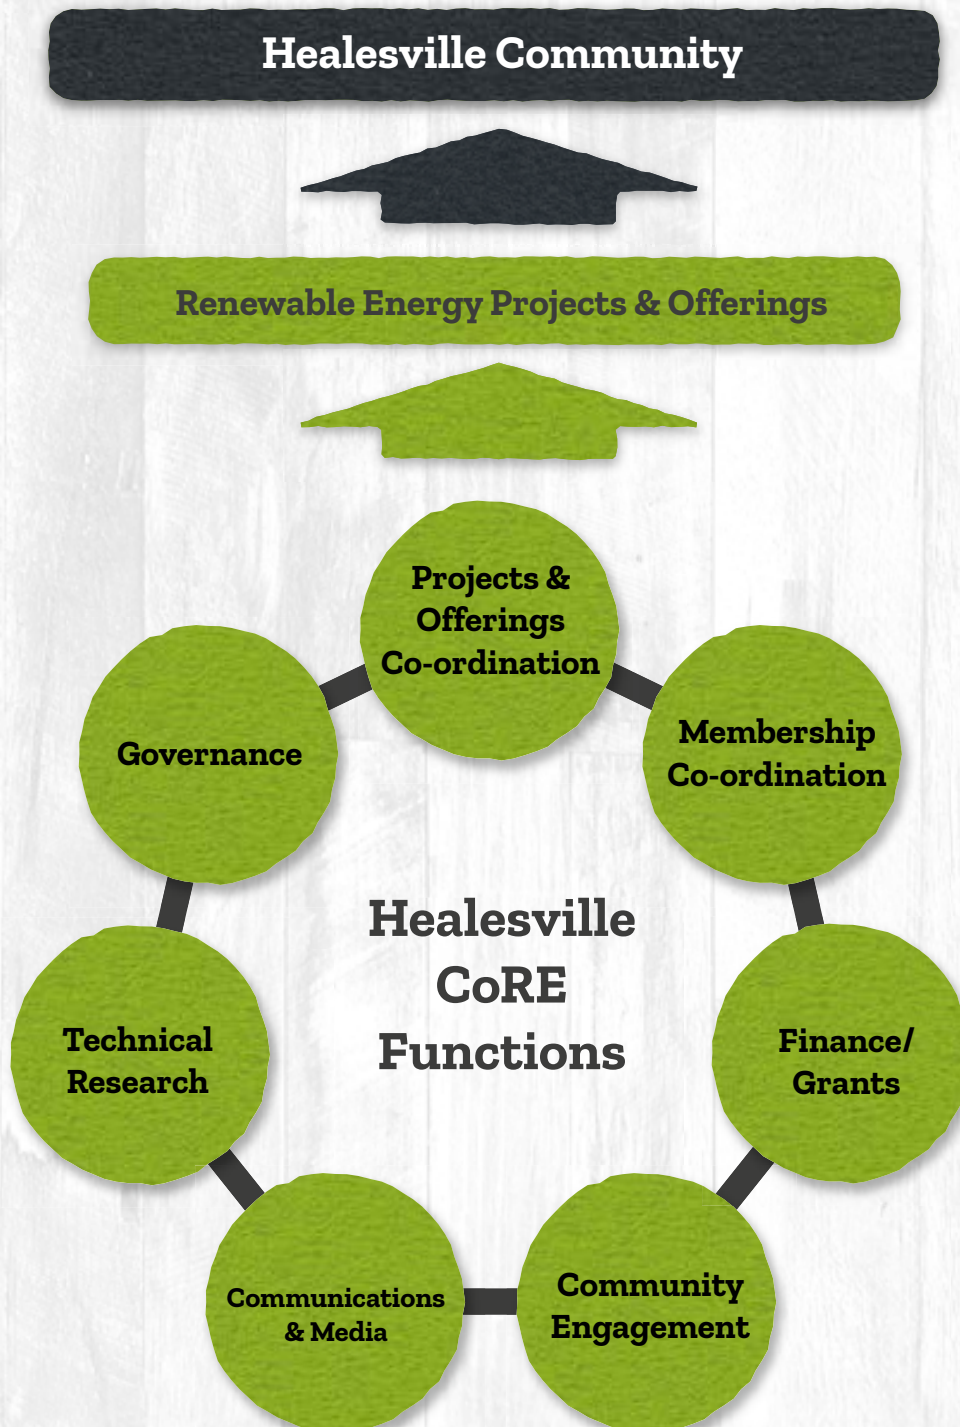 Healesville Community
Renewable Energy Projects & Offerings
Projects &
Offerings
Co-ordination
Governance
Membership
Co-ordination
Healesville
CoRE
Functions
Technical
Research
Finance/
Grants
Communications
& Media
Community
Engagement